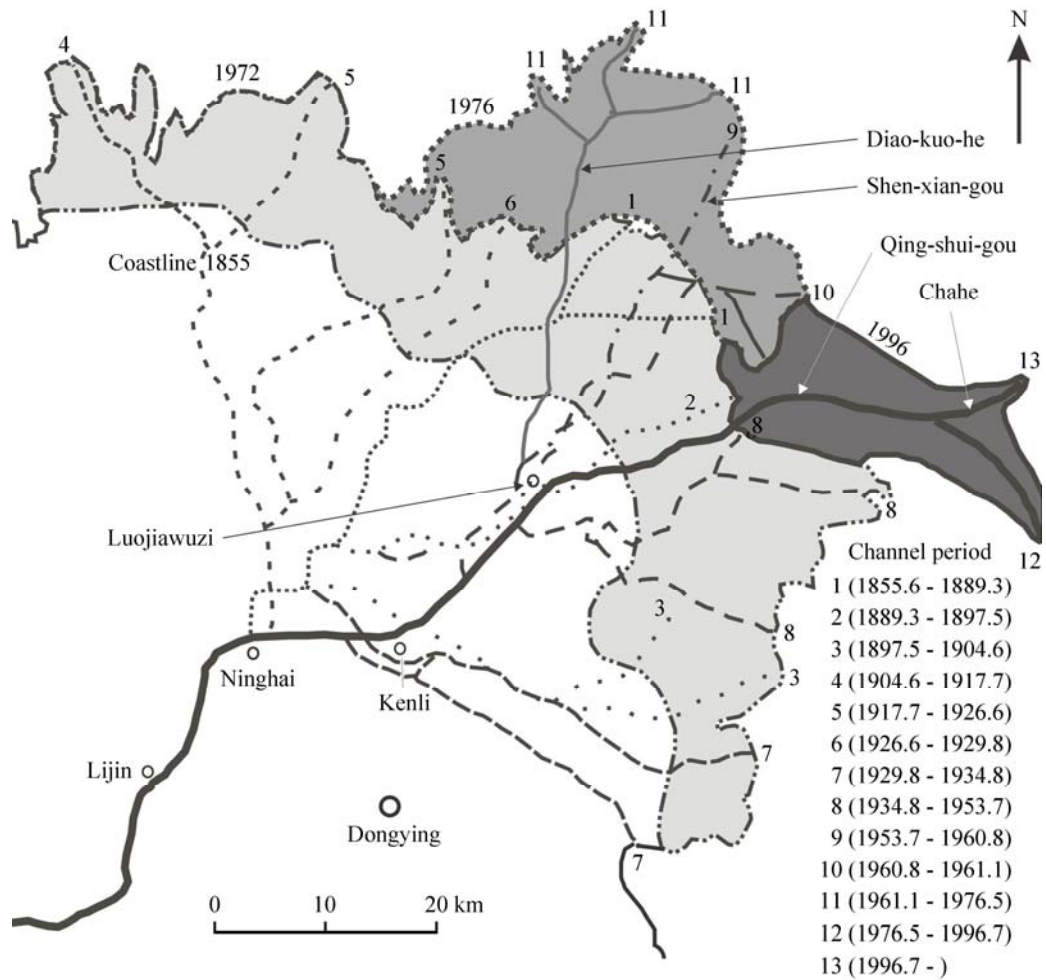 N
4
1972
5
11
11
11
1976
9
Diao-kuo-he
5
6
1
Shen-xian-gou
Coastline 1855
Qing-shui-gou
10
Chahe
1
1996
13
2
8
Luojiawuzi
8
12
3
8
Ninghai
Kenli
3
7
Lijin
Dongying
7
0 10 20 km
Channel period
1 (1855.6 - 1889.3)
2 (1889.3 - 1897.5)
3 (1897.5 - 1904.6)
4 (1904.6 - 1917.7)
5 (1917.7 - 1926.6)
6 (1926.6 - 1929.8)
7 (1929.8 - 1934.8)
8 (1934.8 - 1953.7)
9 (1953.7 - 1960.8)
10 (1960.8 - 1961.1)
11 (1961.1 - 1976.5)
12 (1976.5 - 1996.7)
13 (1996.7 - )